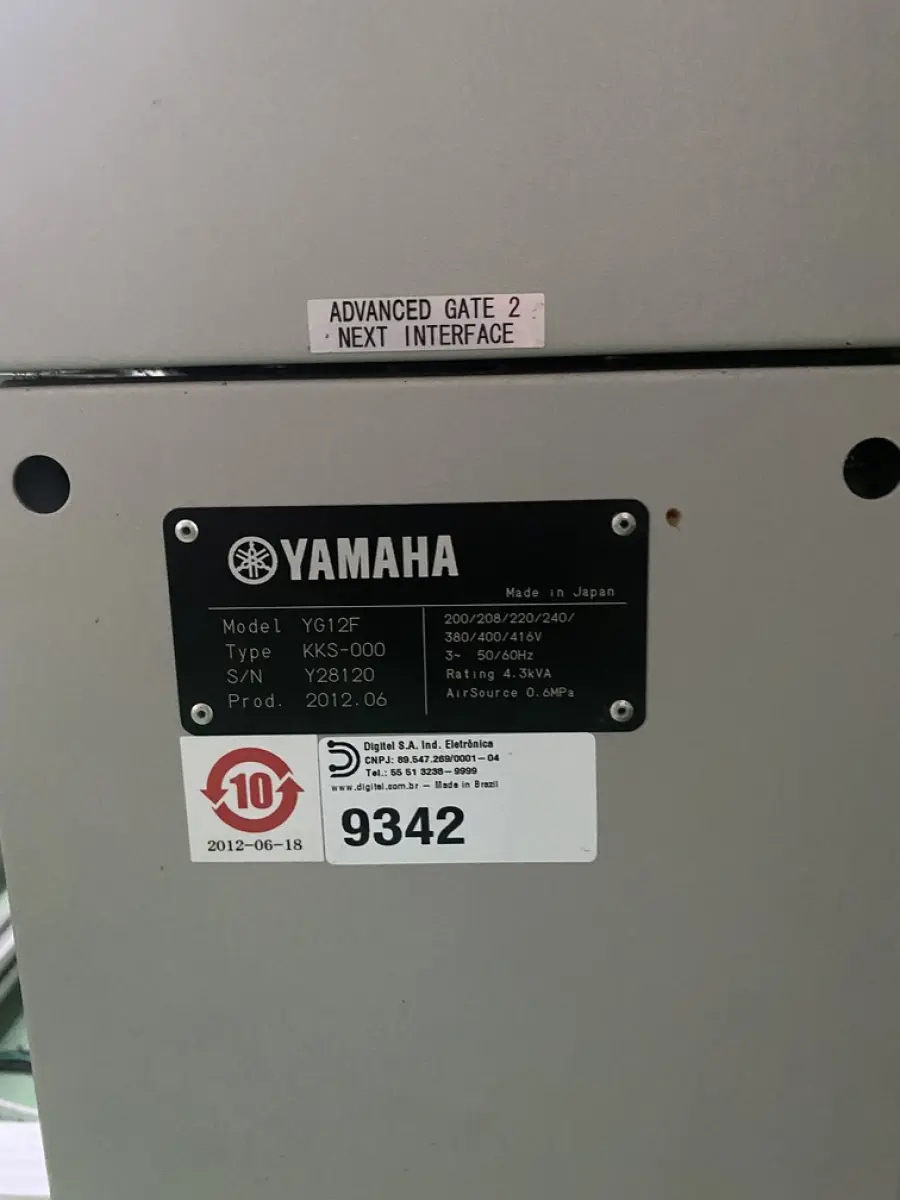 ADVANCED GATE 2
NEXT INTERFACE
YAMAHA
Made in Japan
Model YG12F
Type KKS-000
S/N Y28120
Prod. 2012.06
200/208/220/240/
380/400/416V
3~ 50/60Hz
Rating 4.3kVA
AirSource 0.6MPa
10
2012-06-18
Digitel S.A. Ind. Eletrônica
CNPJ: 89.547.269/0001-04
Tel.: 55 51 3238-9999
www.digitel.com.br - Made in Brazil
9342